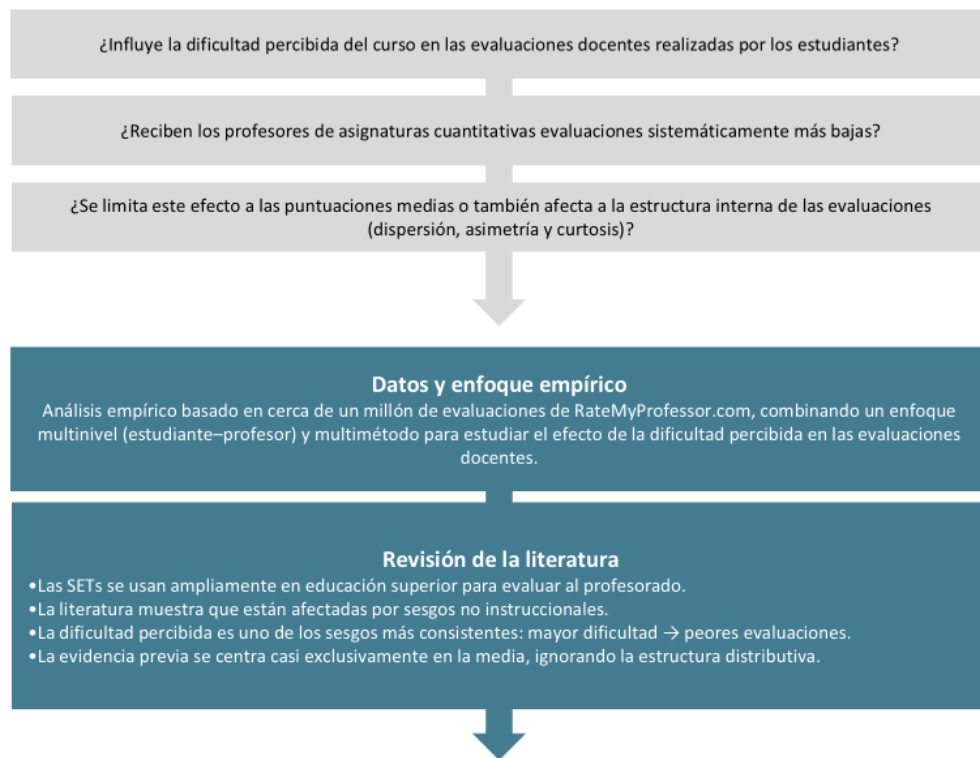 ¿Influye la dificultad percibida del curso en las evaluaciones docentes realizadas por los estudiantes?
¿Reciben los profesores de asignaturas cuantitativas evaluaciones sistemáticamente más bajas?
¿Se limita este efecto a las puntuaciones medias o también afecta a la estructura interna de las evaluaciones
(dispersión, asimetría y curtosis)?
Datos y enfoque empírico
Análisis empírico basado en cerca de un millón de evaluaciones de RateMyProfessor.com, combinando un enfoque
multinivel (estudiante–profesor) y multimétodo para estudiar el efecto de la dificultad percibida en las evaluaciones
docentes.
Revisión de la literatura
•Las SETs se usan ampliamente en educación superior para evaluar al profesorado.
•La literatura muestra que están afectadas por sesgos no instruccionales.
•La dificultad percibida es uno de los sesgos más consistentes: mayor dificultad → peores evaluaciones.
•La evidencia previa se centra casi exclusivamente en la media, ignorando la estructura distributiva.